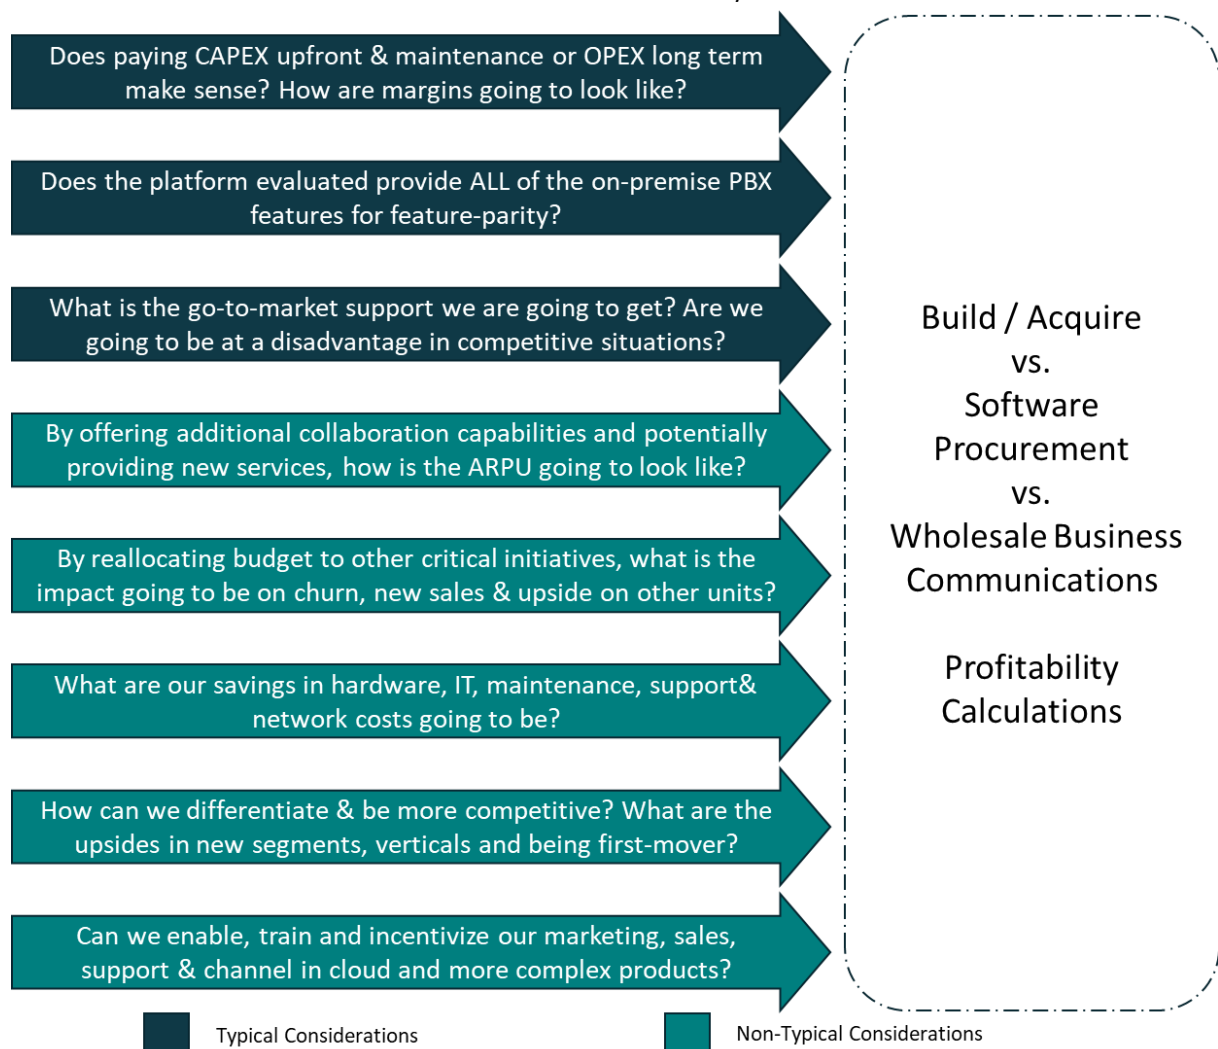 Does paying CAPEX upfront & maintenance or OPEX long term
make sense? How are margins going to look like?
Does the platform evaluated provide ALL of the on-premise PBX
features for feature-parity?
What is the go-to-market support we are going to get? Are we
going to be at a disadvantage in competitive situations?
By offering additional collaboration capabilities and potentially
providing new services, how is the ARPU going to look like?
By reallocating budget to other critical initiatives, what is the
impact going to be on churn, new sales & upside on other units?
What are our savings in hardware, IT, maintenance, support&
network costs going to be?
How can we differentiate & be more competitive? What are the
upsides in new segments, verticals and being first-mover?
Can we enable, train and incentivize our marketing, sales,
support & channel in cloud and more complex products?
Build / Acquire
vs.
Software
Procurement
vs.
Wholesale Business
Communications
Profitability
Calculations
Typical Considerations
Non-Typical Considerations